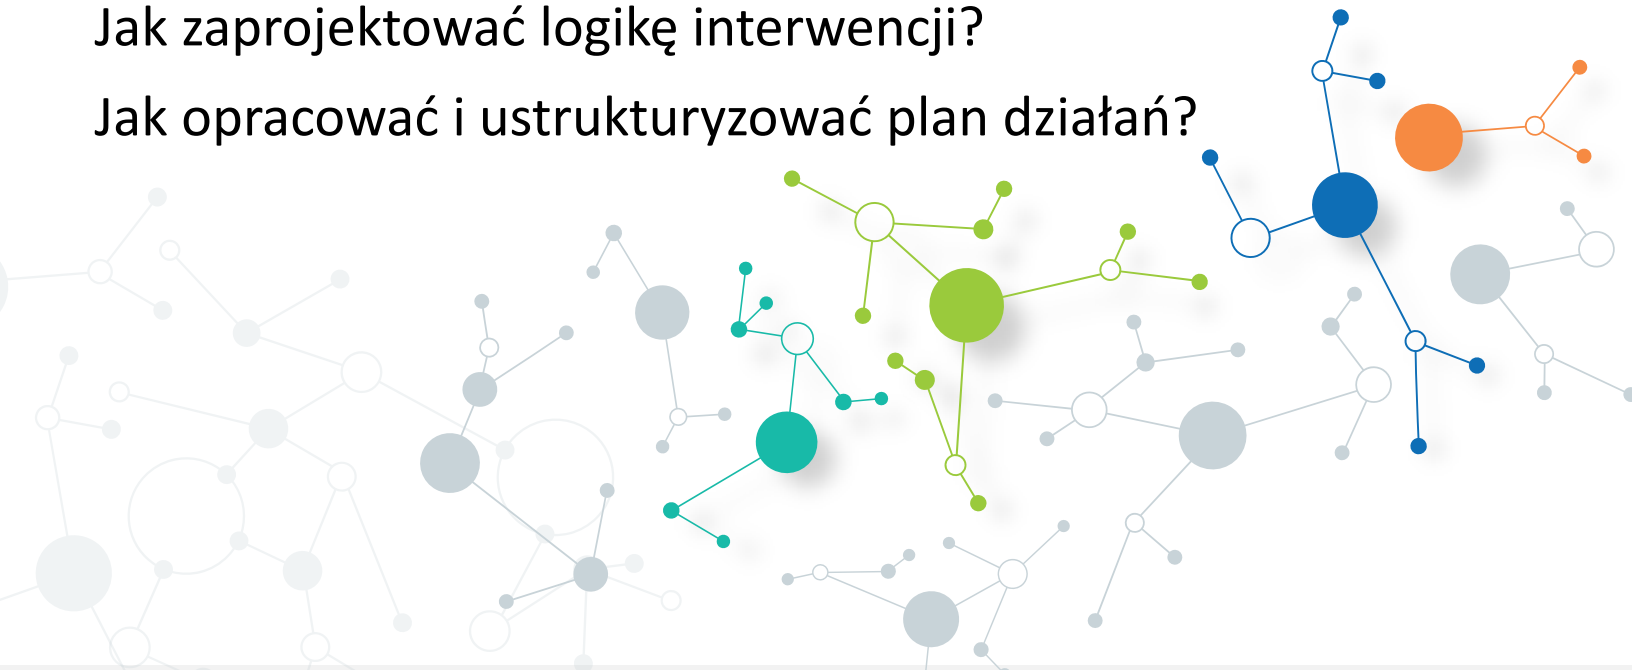 Jak zaprojektować logikę interwencji?
Jak opracować i ustrukturyzować plan działań?